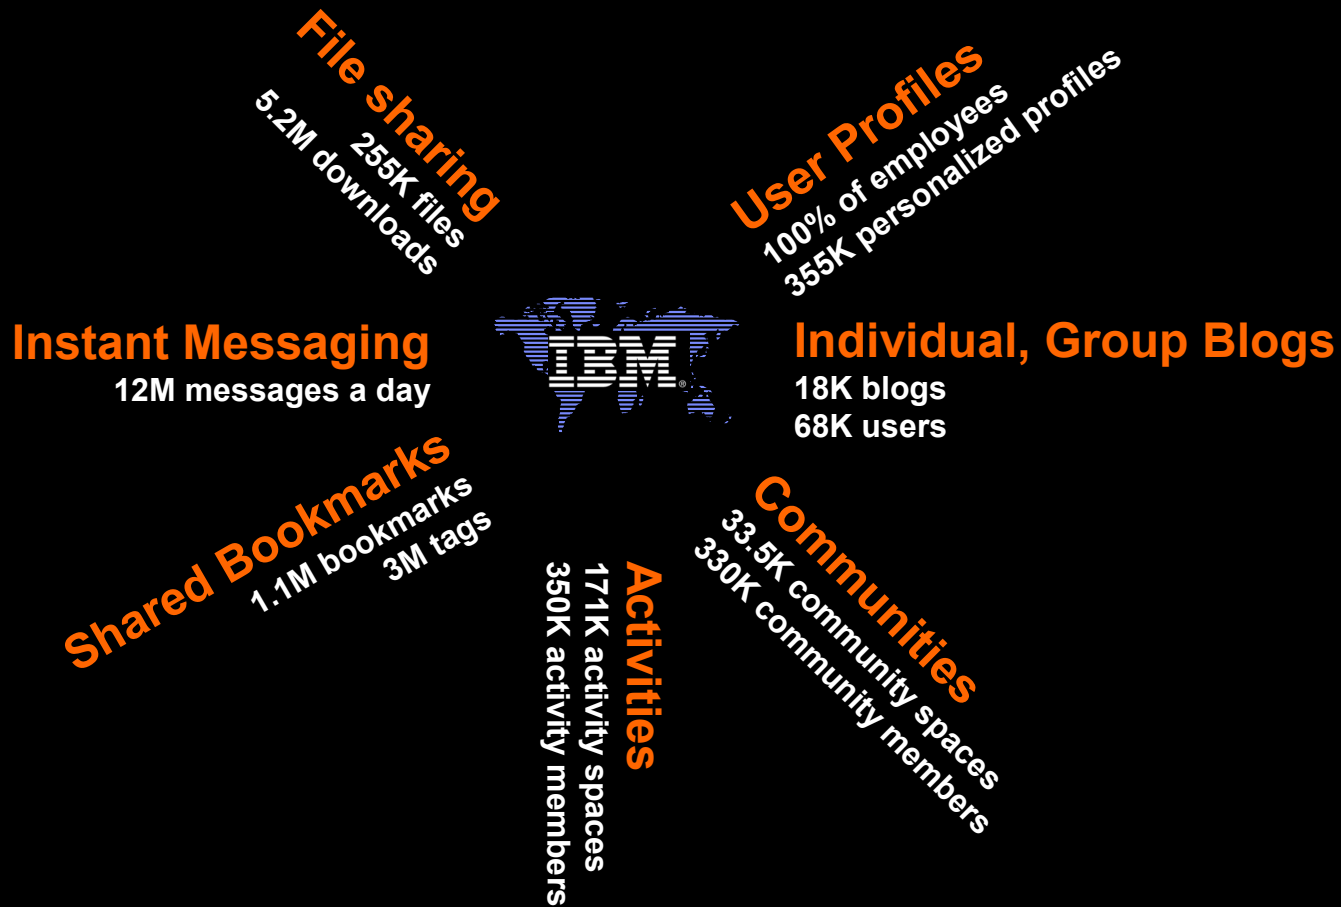 File sharing
255K files
5.2M downloads
User Profiles
100% of employees
355K personalized profiles
Instant Messaging
12M messages a day
IBM®
Individual, Group Blogs
18K blogs
68K users
Shared Bookmarks
1.1M bookmarks
3M tags
Activities
171K activity spaces
350K activity members
Communities
33.5K community spaces
330K community members